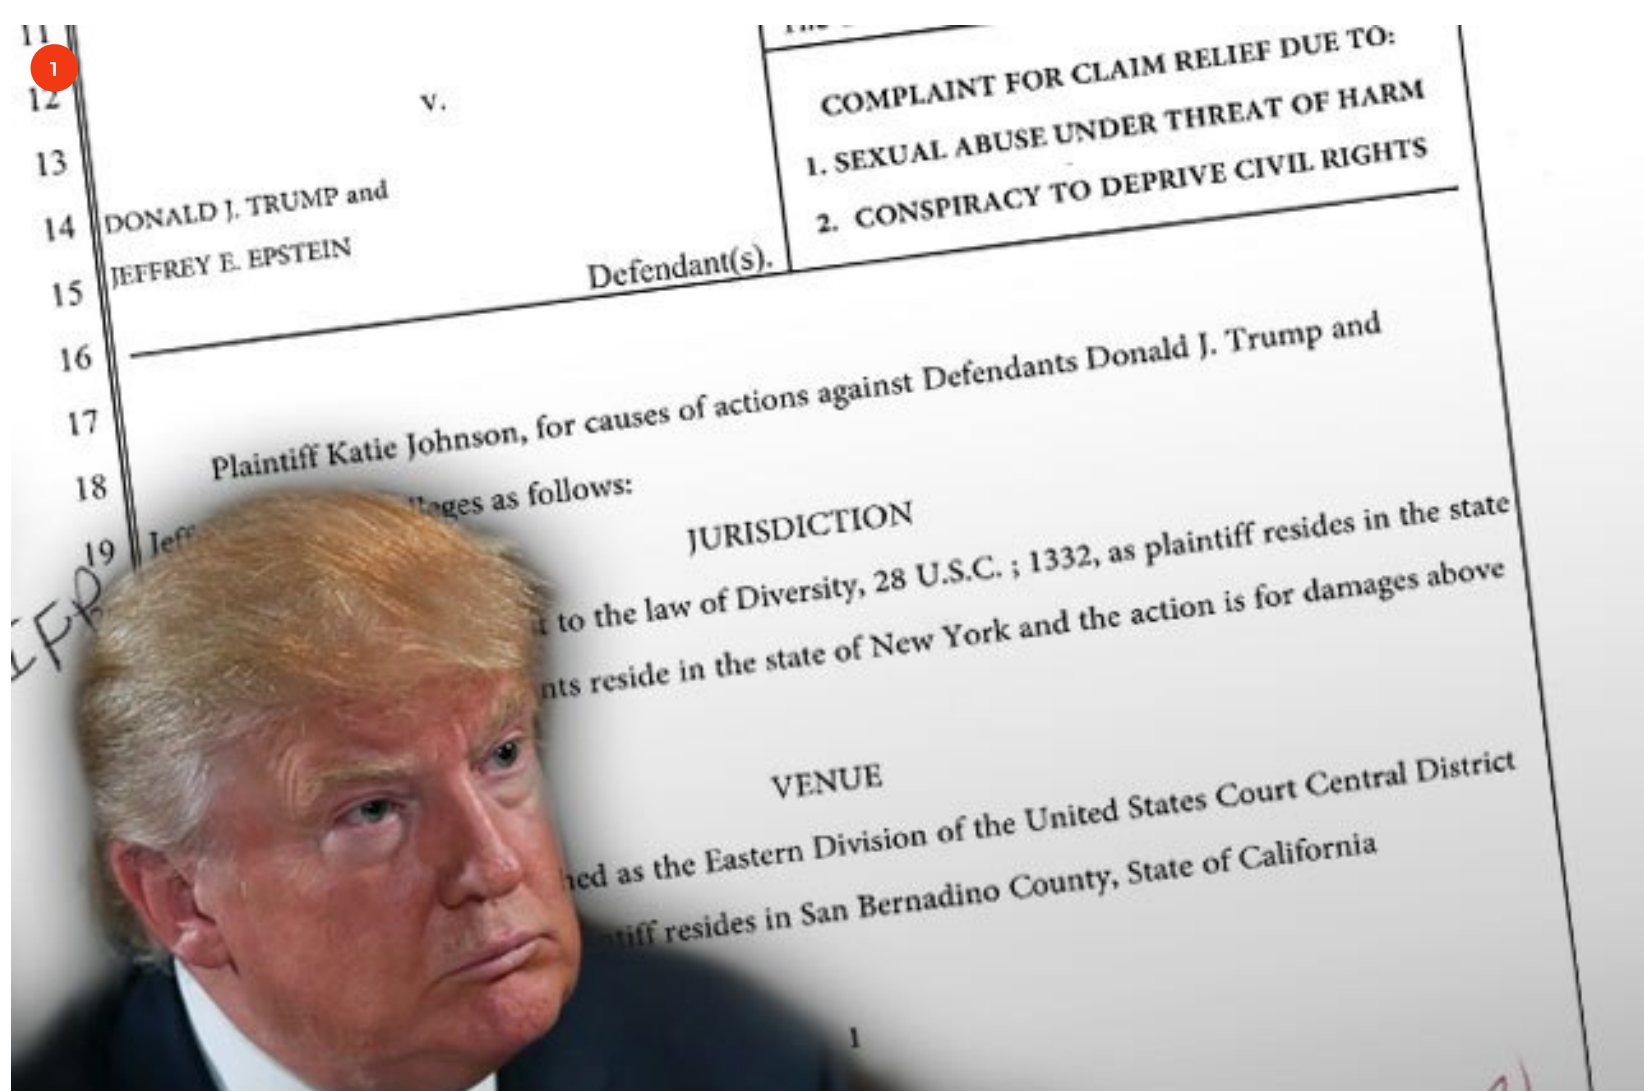 11
1
12
v.
COMPLAINT FOR CLAIM RELIEF DUE TO:
1. SEXUAL ABUSE UNDER THREAT OF HARM
2. CONSPIRACY TO DEPRIVE CIVIL RIGHTS
13
14 DONALD J. TRUMP and
JEFFREY E. EPSTEIN
15
Defendant(s).
16
17
Plaintiff Katie Johnson, for causes of actions against Defendants Donald J. Trump and
18
as follows:
19
JURISDICTION
IFP
to the law of Diversity, 28 U.S.C. ; 1332, as plaintiff resides in the state
reside in the state of New York and the action is for damages above
VENUE
as the Eastern Division of the United States Court Central District
resides in San Bernadino County, State of California
1